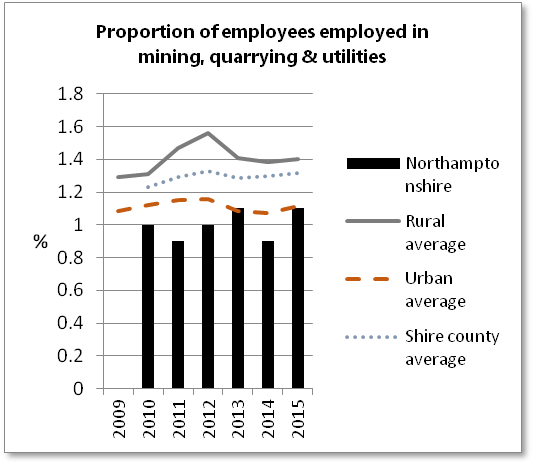 Proportion of employees employed in
mining, quarrying & utilities
1.8
1.6
1.4
1.2
1
0.8
0.6
0.4
0.2
0
%
2009
2010
2011
2012
2013
2014
2015
Northampto
nshire
Rural
average
Urban
average
Shire county
average